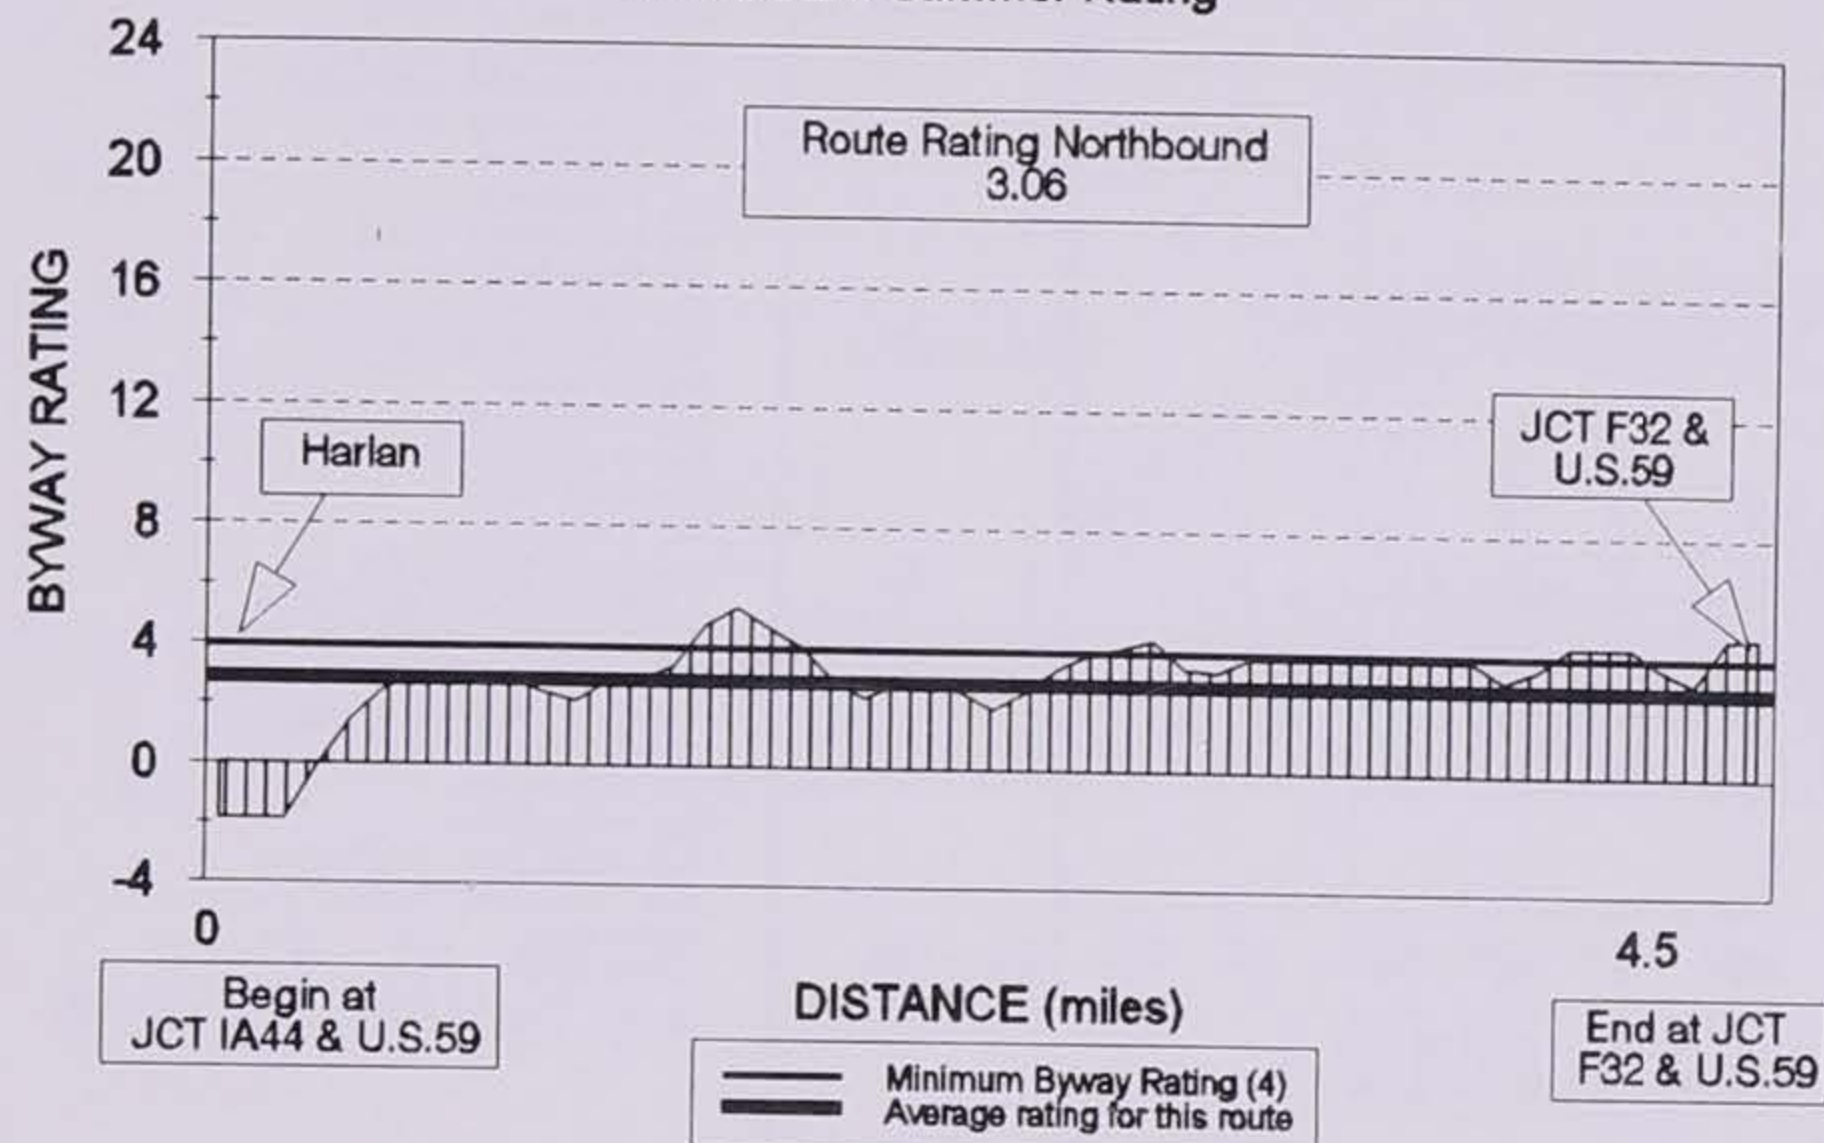 Rating
24
20
16
12
8
4
0
-4
BYWAY RATING
Route Rating Northbound
3.06
Harlan
JCT F32 &
U.S.59
0
4.5
Begin at
JCT IA44 & U.S.59
DISTANCE (miles)
End at JCT
F32 & U.S.59
Minimum Byway Rating (4)
Average rating for this route